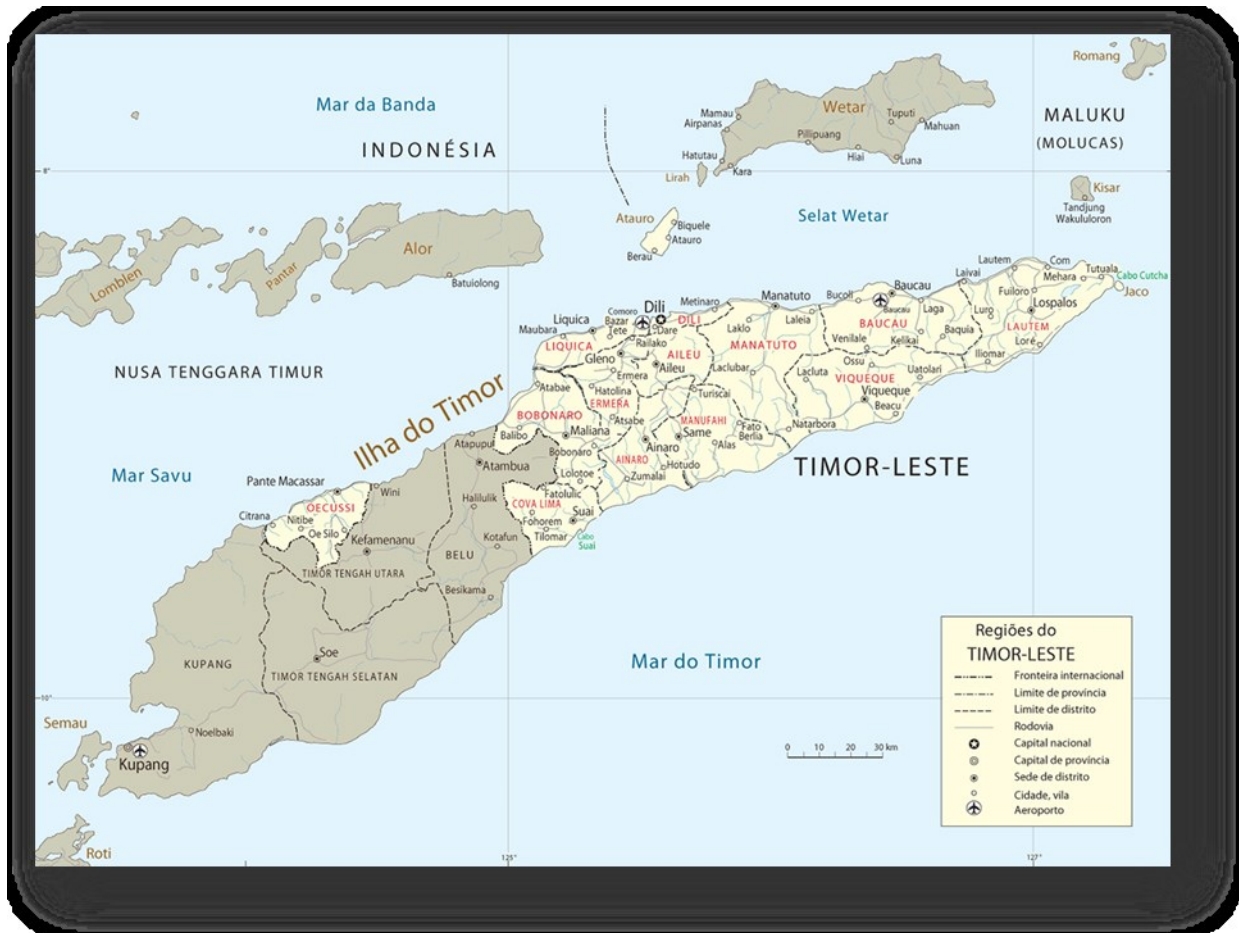 Romang
Mar da Banda
Wetar
Mamau
Airpanas
Tuputi
Mahuan
MALUKU
(MOLUCAS)
INDONÉSIA
Pillipuang
Hatutau
Hiai
Luna
8°
Kara
Lirah
Kisar
Tandjung
Wakululoron
Selat Wetar
Atauro
Biquele
Atauro
Berau
Alor
Pantar
Lomblen
Batuiolong
Lautem
Com
Tutuala
Mehara
Cabo Cutcha
Jaco
Laivai
Fuiloro
Lospalos
Luro
LAUTEM
Loré
Iliomar
Baucau
Bucoli
Baucau
Laga
BAUCAU
Baquia
Venilale
Kelikai
Manatuto
Metinaro
Laleia
Laklo
MANATUTO
Dili
Comoro
DILI
Dare
Liquica
Bazar
Tete
Maubara
Railako
LIQUICA
Gleno
AILEU
Aileu
Ermera
Laclubar
Lacluta
Ossu
Uatolari
VIQUEQUE
Viqueque
Beacu
NUSA TENGGARA TIMUR
Ilha do Timor
Atabae
Hatolina
ERMERA
Turiscai
BOBONARO
Atsabe
MANUFAHI
Fato
Berlia
Natarbora
Balibo
Maliana
Same
Alas
Ainaro
Atapupu
Bobonaro
AINARO
Hotudo
TIMOR-LESTE
Atambua
Lolotoe
Zumalai
Mar Savu
Pante Macassar
Wini
Halilulik
Fatolulic
COVA LIMA
Suai
OECUSSI
Citrana
Nitibe
Oe Silo
Fohorem
Tilomar
Cabo
Suai
Kefamenanu
Kotafun
BELU
TIMOR TENGAH UTARA
Besikama
Soe
KUPANG
TIMOR TENGAH SELATAN
Mar do Timor
10°
Semau
Noelbaki
Kupang
Roti
0 10 20 30 km
Regiões do
TIMOR-LESTE
Fronteira internacional
Limite de província
Limite de distrito
Rodovia
Capital nacional
Capital de província
Sede de distrito
Cidade, vila
Aeroporto
125°
127°